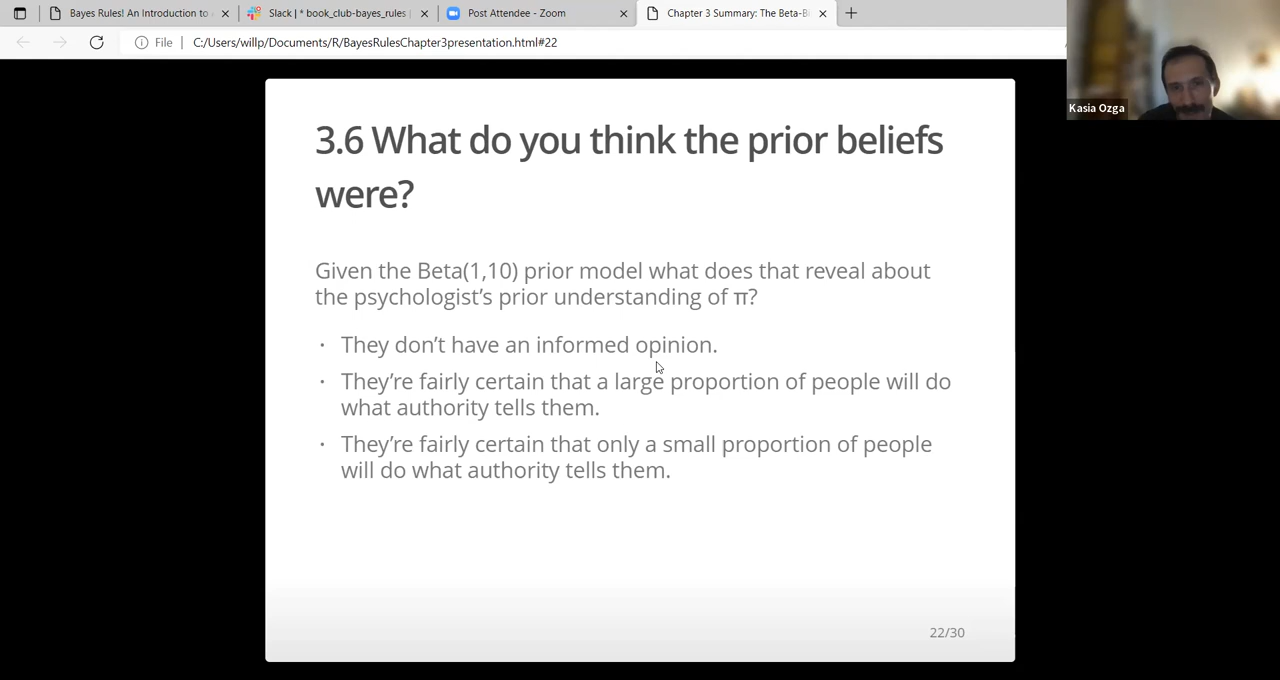 Bayes Rules! An Introduction to
Slack | * book_club-bayes_rules
Post Attendee - Zoom
Chapter 3 Summary: The Beta-Bi
File | C:/Users/willp/Documents/R/BayesRulesChapter3presentation.html#22
Kasia Ozga
3.6 What do you think the prior beliefs
were?
Given the Beta(1,10) prior model what does that reveal about
the psychologist's prior understanding of π?
· They don't have an informed opinion.
· They're fairly certain that a large proportion of people will do
what authority tells them.
· They're fairly certain that only a small proportion of people
will do what authority tells them.
22/30